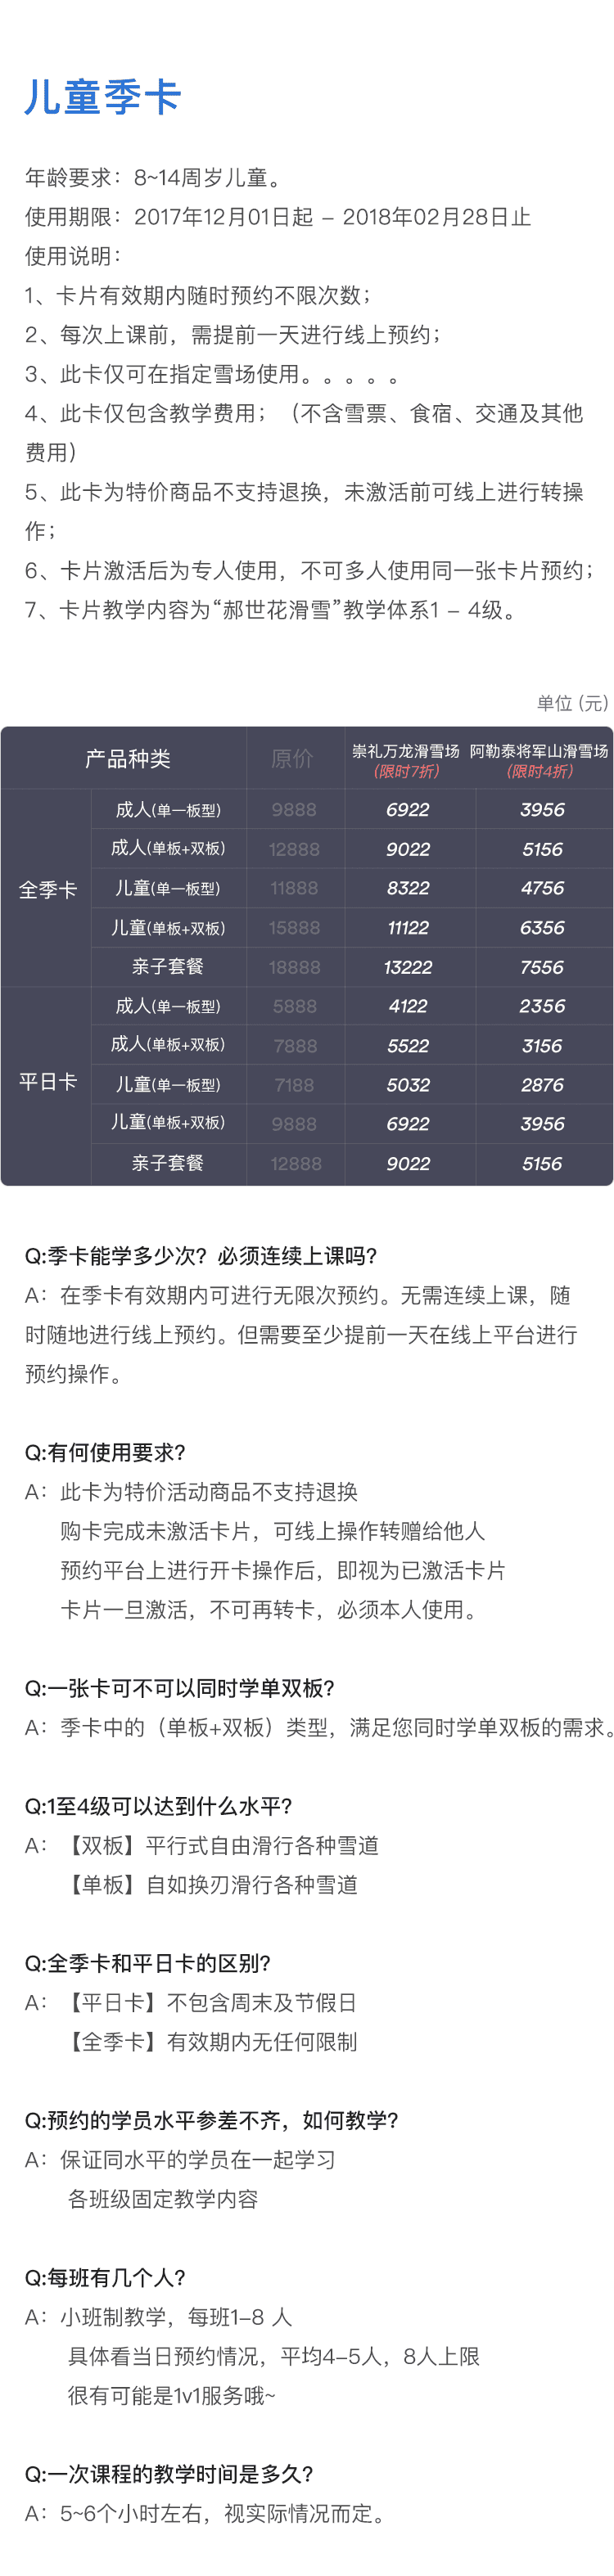 儿童季卡
年龄要求：8~14周岁儿童。
使用期限：2017年12月01日起 – 2018年02月28日止
使用说明：
1、卡片有效期内随时预约不限次数；
2、每次上课前，需提前一天进行线上预约；
3、此卡仅可在指定雪场使用。。。。。
4、此卡仅包含教学费用；（不含雪票、食宿、交通及其他
费用）
5、此卡为特价商品不支持退换，未激活前可线上进行转操
作；
6、卡片激活后为专人使用，不可多人使用同一张卡片预约；
7、卡片教学内容为“郝世花滑雪”教学体系1 – 4级。
单位 (元)
产品种类 原价 崇礼万龙滑雪场 阿勒泰将军山滑雪场
(限时7折) (限时4折)
全季卡
成人(单一板型) 9888 6922 3956
成人(单板+双板) 12888 9022 5156
儿童(单一板型) 11888 8322 4756
儿童(单板+双板) 15888 11122 6356
亲子套餐 18888 13222 7556
平日卡
成人(单一板型) 5888 4122 2356
成人(单板+双板) 7888 5522 3156
儿童(单一板型) 7188 5032 2876
儿童(单板+双板) 9888 6922 3956
亲子套餐 12888 9022 5156
Q:季卡能学多少次？必须连续上课吗?
A：在季卡有效期内可进行无限次预约。无需连续上课，随
时随地进行线上预约。但需要至少提前一天在线上平台进行
预约操作。
Q:有何使用要求?
A：此卡为特价活动商品不支持退换
购卡完成未激活卡片，可线上操作转赠给他人
预约平台上进行开卡操作后，即视为已激活卡片
卡片一旦激活，不可再转卡，必须本人使用。
Q:一张卡可不可以同时学单双板?
A：季卡中的（单板+双板）类型，满足您同时学单双板的需求。
Q:1至4级可以达到什么水平?
A：【双板】平行式自由滑行各种雪道
【单板】自如换刃滑行各种雪道
Q:全季卡和平日卡的区别?
A：【平日卡】不包含周末及节假日
【全季卡】有效期内无任何限制
Q:预约的学员水平参差不齐，如何教学?
A：保证同水平的学员在一起学习
各班级固定教学内容
Q:每班有几个人?
A：小班制教学，每班1–8 人
具体看当日预约情况，平均4–5人，8人上限
很有可能是1v1服务哦~
Q:一次课程的教学时间是多久?
A：5~6个小时左右，视实际情况而定。